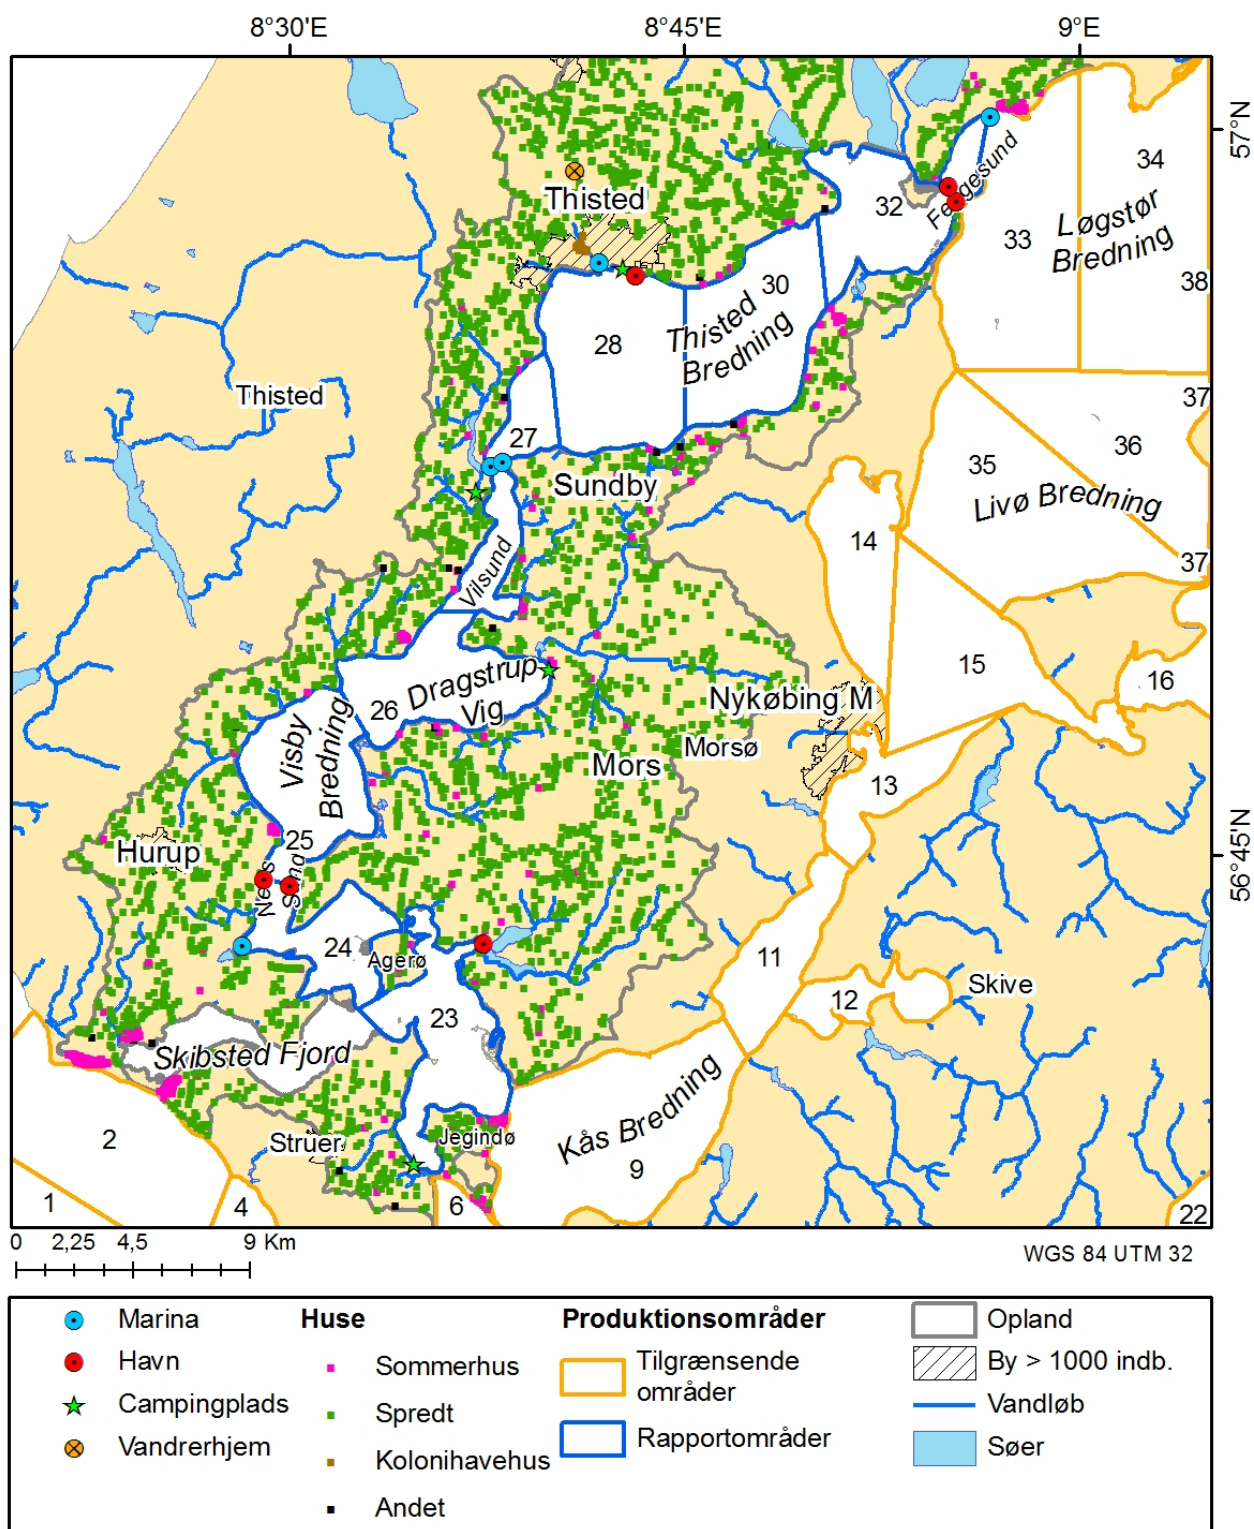 8°30'E
8°45'E
9°E
57°N
56°45'N
34
32
Feggesund
Thisted
33
Løgstør
Bredning
38
30
28
Thisted
Bredning
Thisted
37
27
36
35
Sundby
Livø Bredning
14
37
Vilsund
15
16
Dragstrup
Vig
26
Nykøbing M
Visby
Bredning
Morsø
Mors
13
25
Hurup
Nees
Sund
24
Agerø
11
12
Skive
23
Skibsted Fjord
Kås Bredning
2
Struer
Jegindø
9
1
4
6
22
0 2,25 4,5 9 Km
WGS 84 UTM 32
Marina
Havn
Campingplads
Vandrerhjem
Huse
Sommerhus
Spredt
Kolonihavehus
Andet
Produktionsområder
Tilgrænsende
områder
Rapportområder
Opland
By > 1000 indb.
Vandløb
Søer